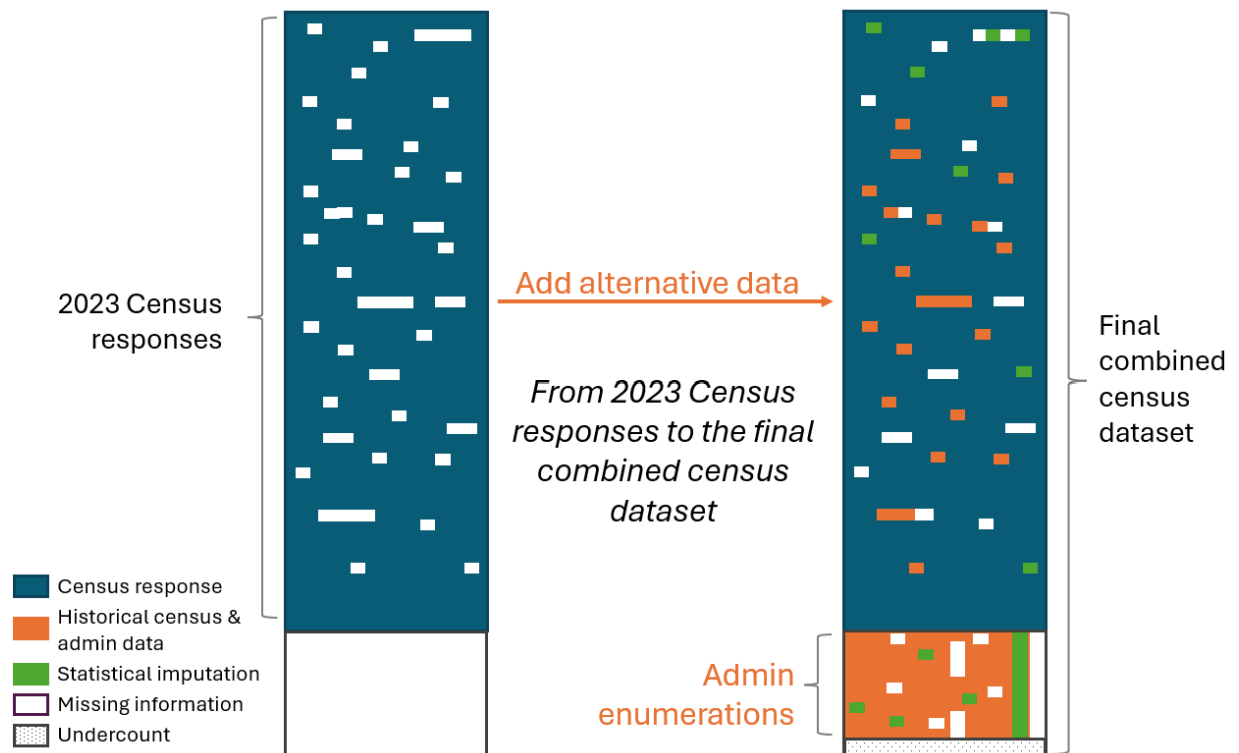 2023 Census
responses
Add alternative data
From 2023 Census
responses to the final
combined census
dataset
Final
combined
census
dataset
Admin
enumerations
Census response
Historical census &
admin data
Statistical imputation
Missing information
Undercount